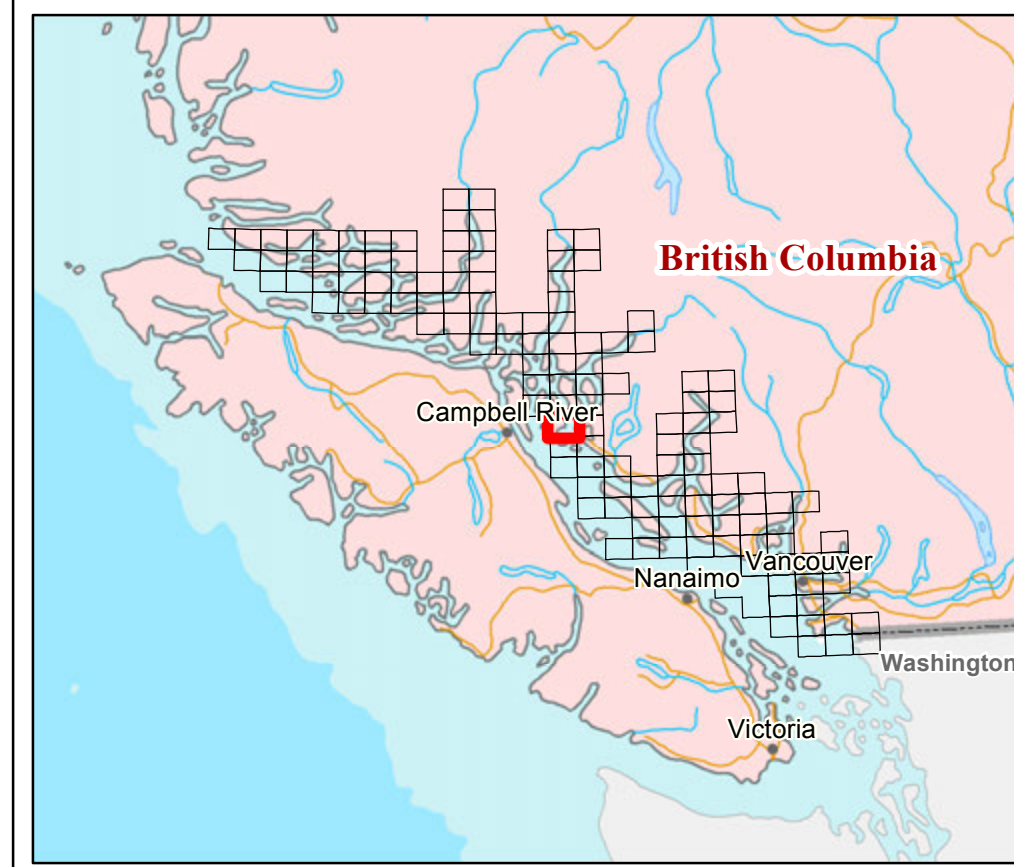 British Columbia
Campbell River
Vancouver
Nanaimo
Washington
Victoria